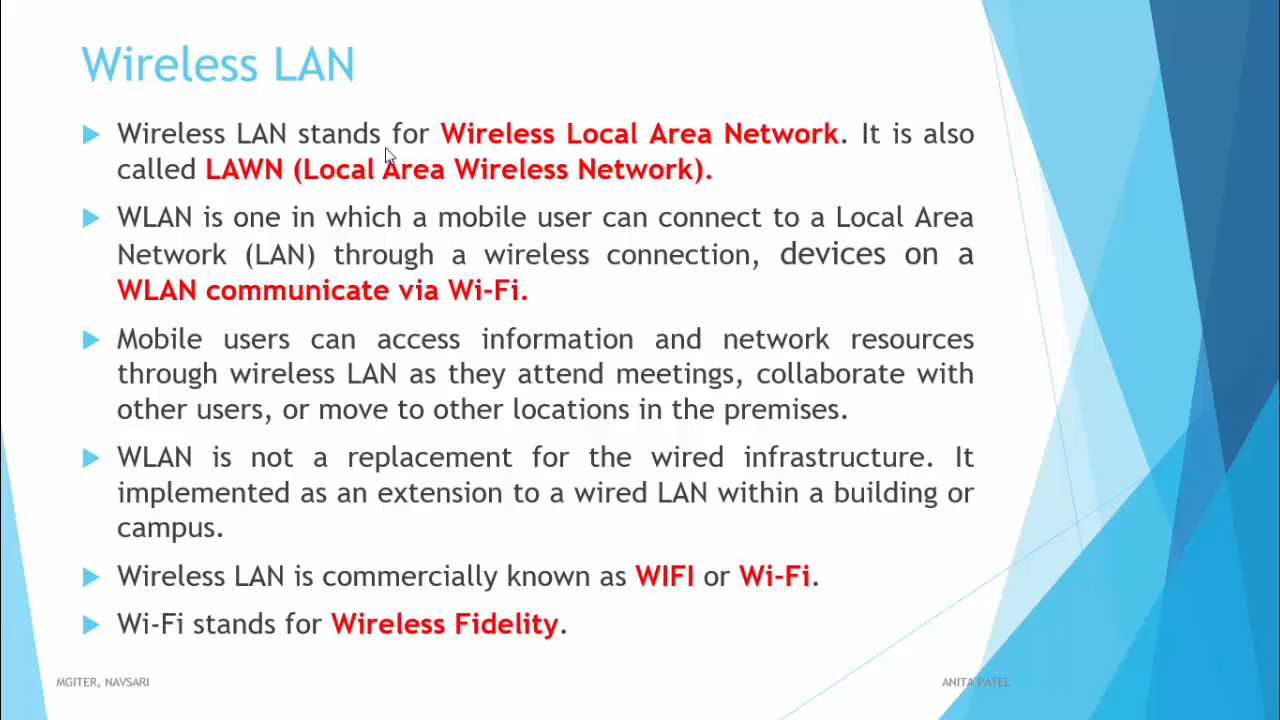 Wireless LAN
Wireless LAN stands for Wireless Local Area Network. It is also
called LAWN (Local Area Wireless Network).
WLAN is one in which a mobile user can connect to a Local Area
Network (LAN) through a wireless connection, devices on a
WLAN communicate via Wi-Fi.
Mobile users can access information and network resources
through wireless LAN as they attend meetings, collaborate with
other users, or move to other locations in the premises.
WLAN is not a replacement for the wired infrastructure. It
implemented as an extension to a wired LAN within a building or
campus.
Wireless LAN is commercially known as WIFI or Wi-Fi.
Wi-Fi stands for Wireless Fidelity.
MGITER, NAVSARI
ANITA PATEL